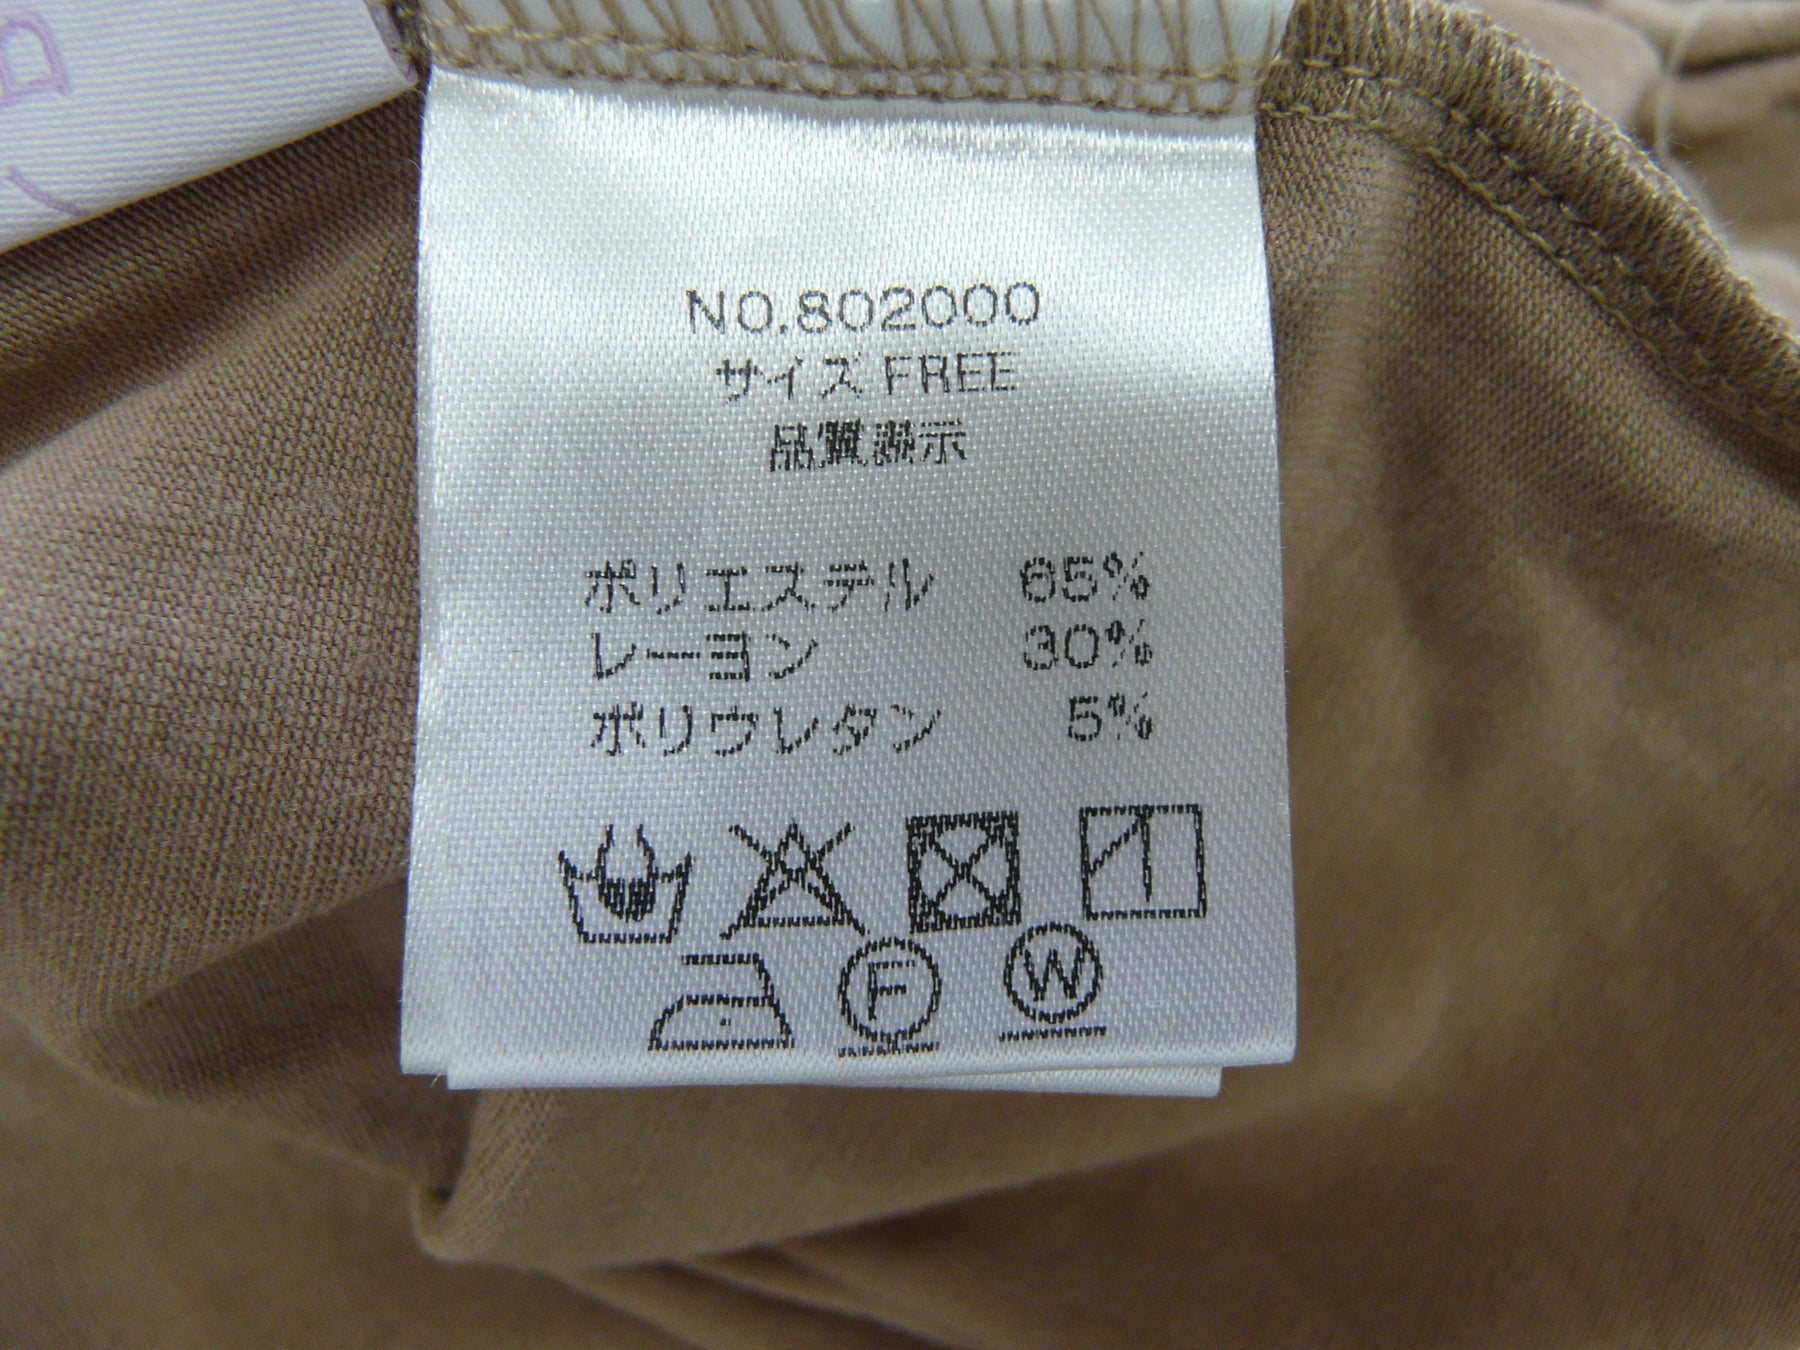 NO.802000
サイズ FREE
品質表示
ポリエステル 65%
レーヨン 30%
ポリウレタン 5%
F W